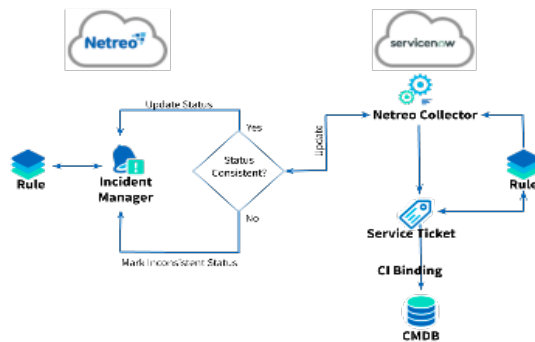 Netreo
servicenow
Update Status
Yes
Update
Netreo Collector
Status
Consistent?
Rule
Incident
Manager
Rule
No
Service Ticket
Mark Inconsistent Status
CI Binding
CMDB